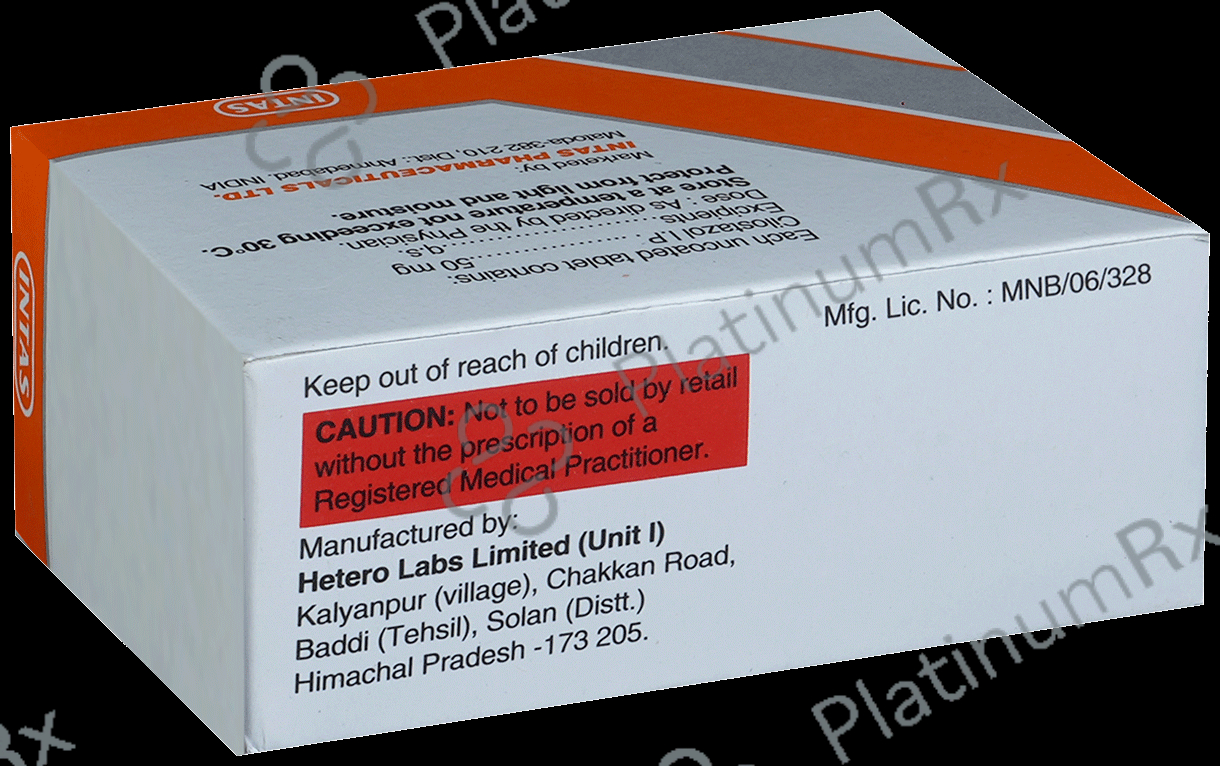 INTAS
Each uncoated tablet contains:
Cilostazol I.P. ..................50 mg
Excipients ..................q.s.
Dose : As directed by the Physician.
Store at a temperature not exceeding 30°C.
Protect from light and moisture.
Marketed by:
INTAS PHARMACEUTICALS LTD.
Matoda-382 210, Dist.: Ahmedabad. INDIA
INTAS
Keep out of reach of children.
Mfg. Lic. No. : MNB/06/328
CAUTION: Not to be sold by retail
without the prescription of a
Registered Medical Practitioner.
Manufactured by:
Hetero Labs Limited (Unit I)
Kalyanpur (village), Chakkan Road,
Baddi (Tehsil), Solan (Distt.)
Himachal Pradesh -173 205.
Platinum
PlatinumRx
PlatinumRx
Rx